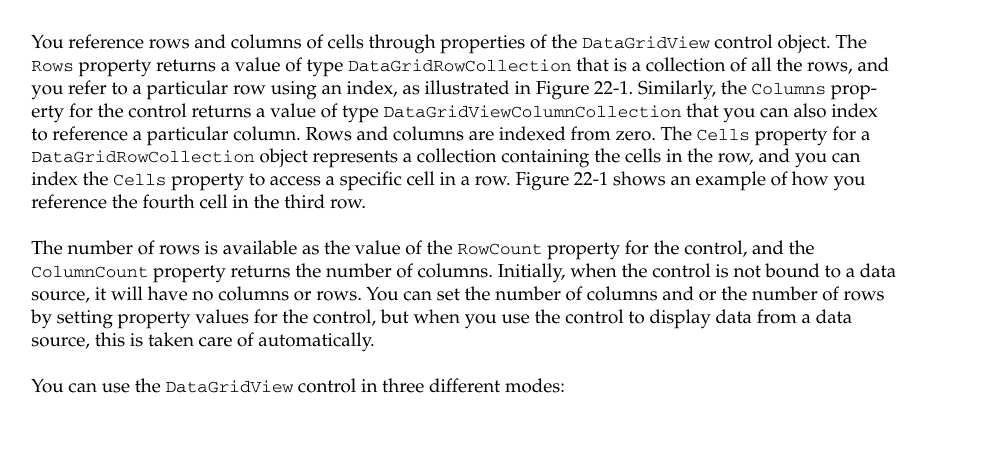 You reference rows and columns of cells through properties of the DataGridView control object. The
Rows property returns a value of type DataGridRowCollection that is a collection of all the rows, and
you refer to a particular row using an index, as illustrated in Figure 22-1. Similarly, the Columns prop-
erty for the control returns a value of type DataGridViewColumnCollection that you can also index
to reference a particular column. Rows and columns are indexed from zero. The Cells property for a
DataGridRowCollection object represents a collection containing the cells in the row, and you can
index the Cells property to access a specific cell in a row. Figure 22-1 shows an example of how you
reference the fourth cell in the third row.
The number of rows is available as the value of the RowCount property for the control, and the
ColumnCount property returns the number of columns. Initially, when the control is not bound to a data
source, it will have no columns or rows. You can set the number of columns and or the number of rows
by setting property values for the control, but when you use the control to display data from a data
source, this is taken care of automatically.
You can use the DataGridView control in three different modes: